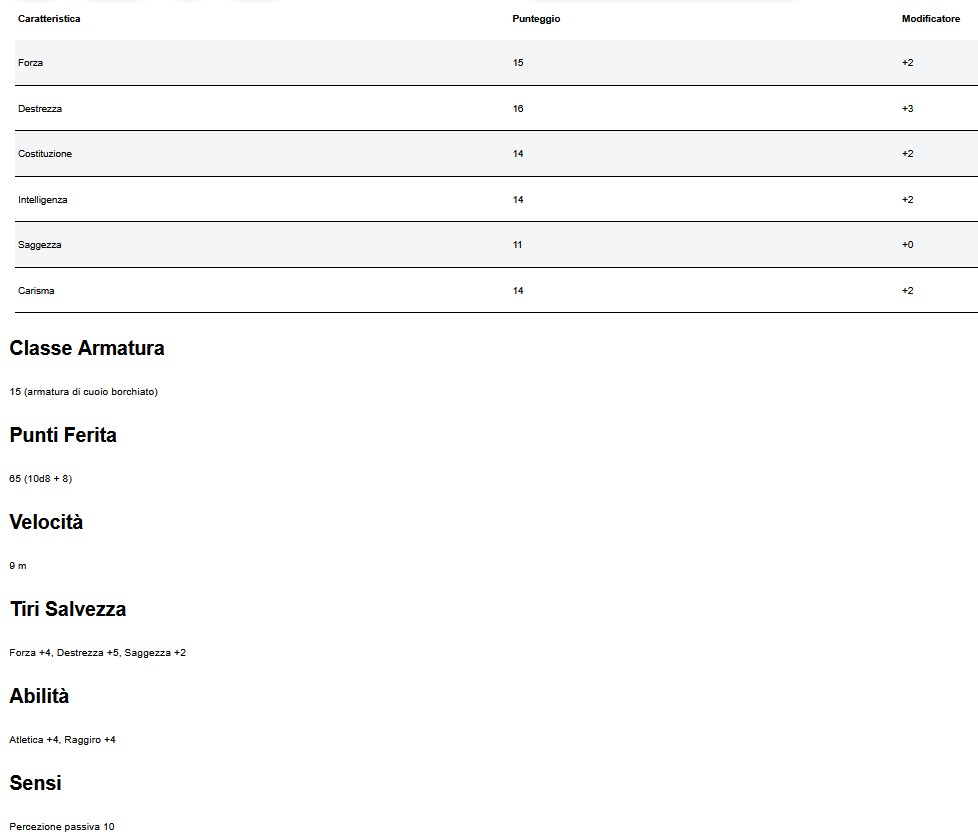 Caratteristica Punteggio Modificatore
Forza 15 +2
Destrezza 16 +3
Costituzione 14 +2
Intelligenza 14 +2
Saggezza 11 +0
Carisma 14 +2
Classe Armatura
15 (armatura di cuoio borchiato)
Punti Ferita
65 (10d8 + 8)
Velocità
9 m
Tiri Salvezza
Forza +4, Destrezza +5, Saggezza +2
Abilità
Atletica +4, Raggiro +4
Sensi
Percezione passiva 10